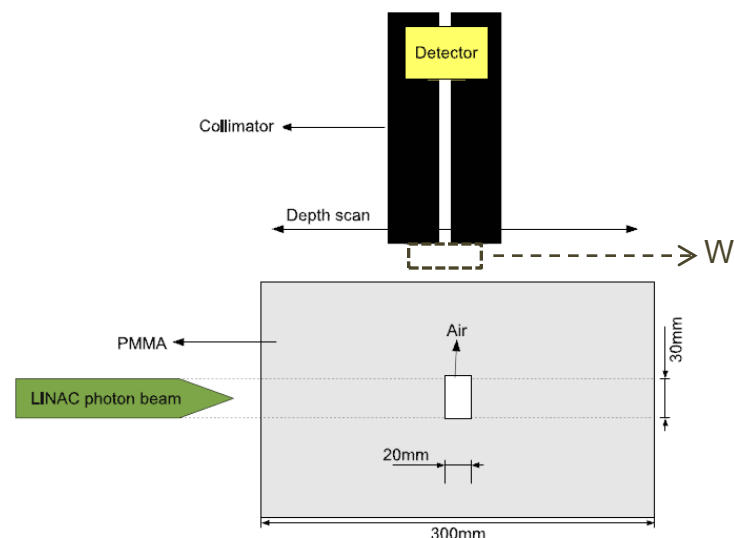 Detector
Collimator
Depth scan
W
Air
PMMA
30mm
LINAC photon beam
20mm
300mm